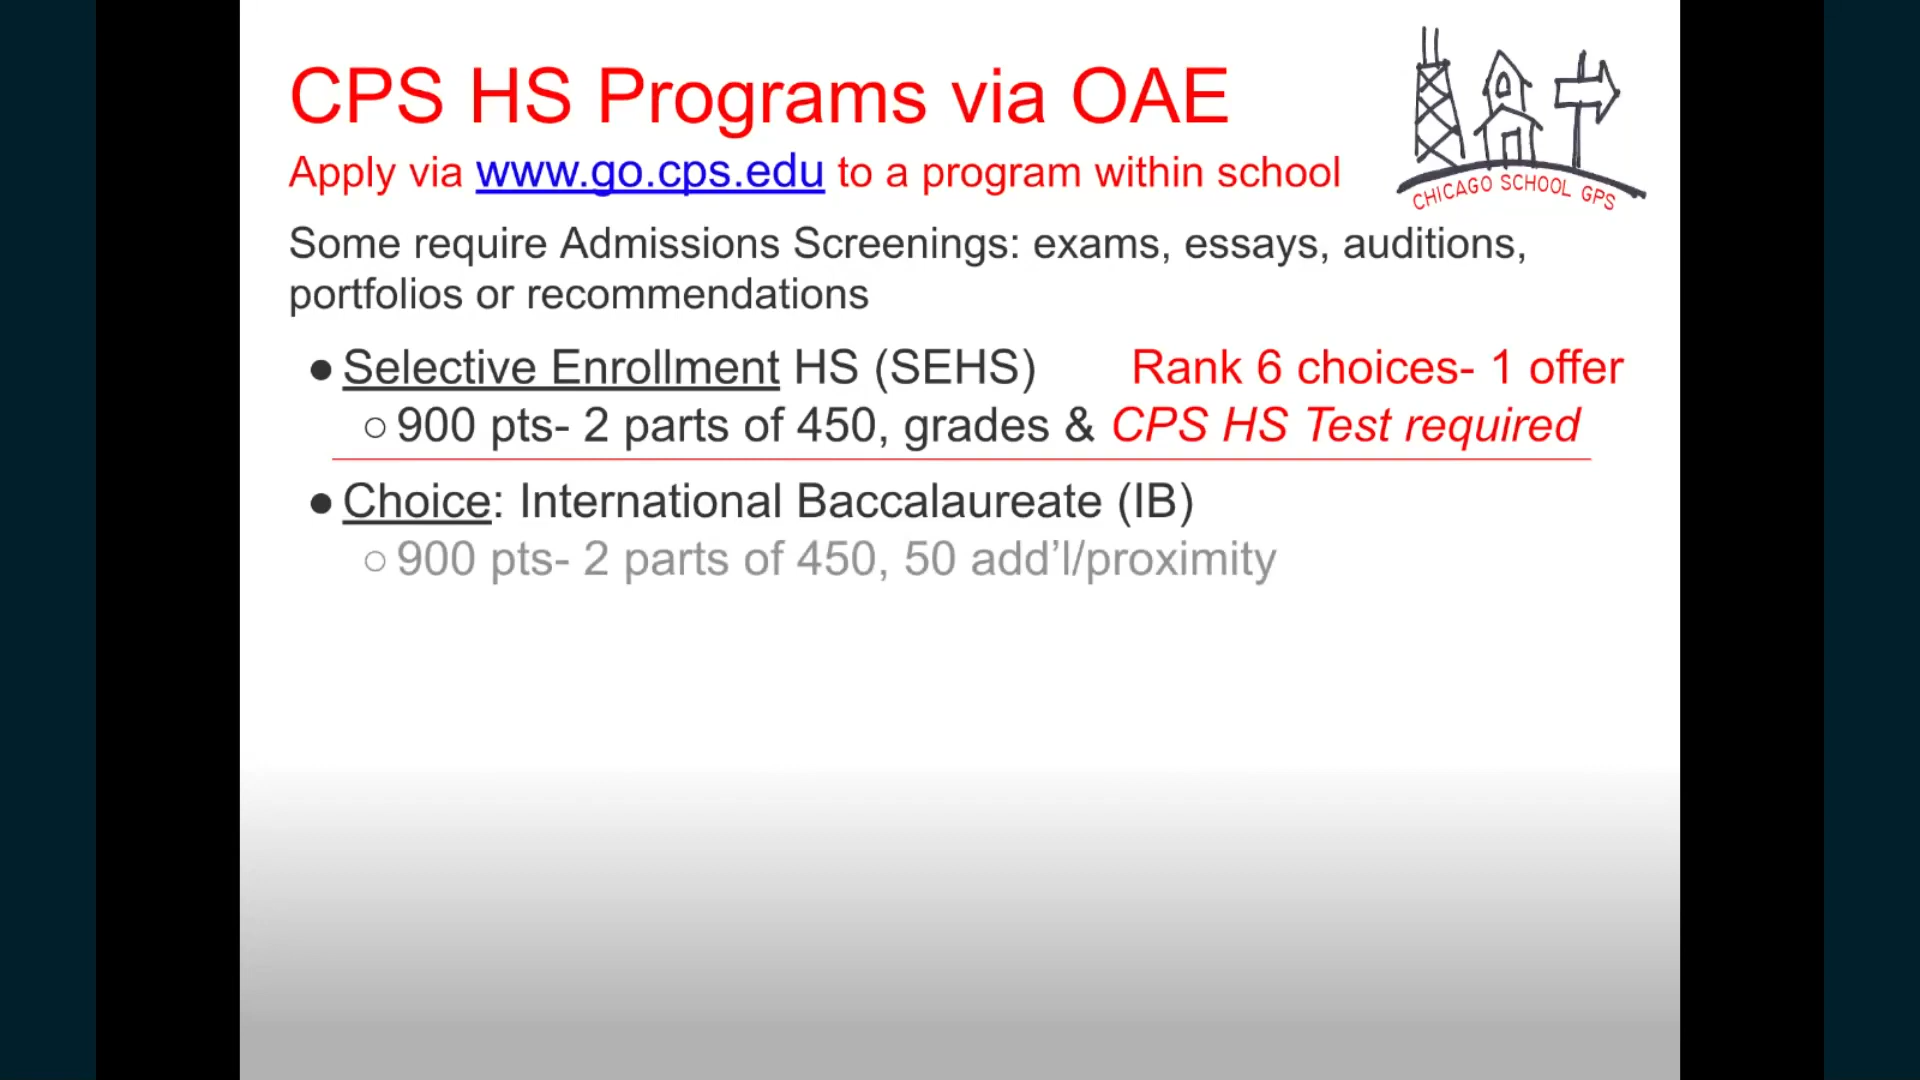 CPS HS Programs via OAE
Apply via www.go.cps.edu to a program within school
CHICAGO SCHOOL GPS
Some require Admissions Screenings: exams, essays, auditions,
portfolios or recommendations
● Selective Enrollment HS (SEHS) Rank 6 choices- 1 offer
○ 900 pts- 2 parts of 450, grades & CPS HS Test required
● Choice: International Baccalaureate (IB)
○ 900 pts- 2 parts of 450, 50 add’l/proximity